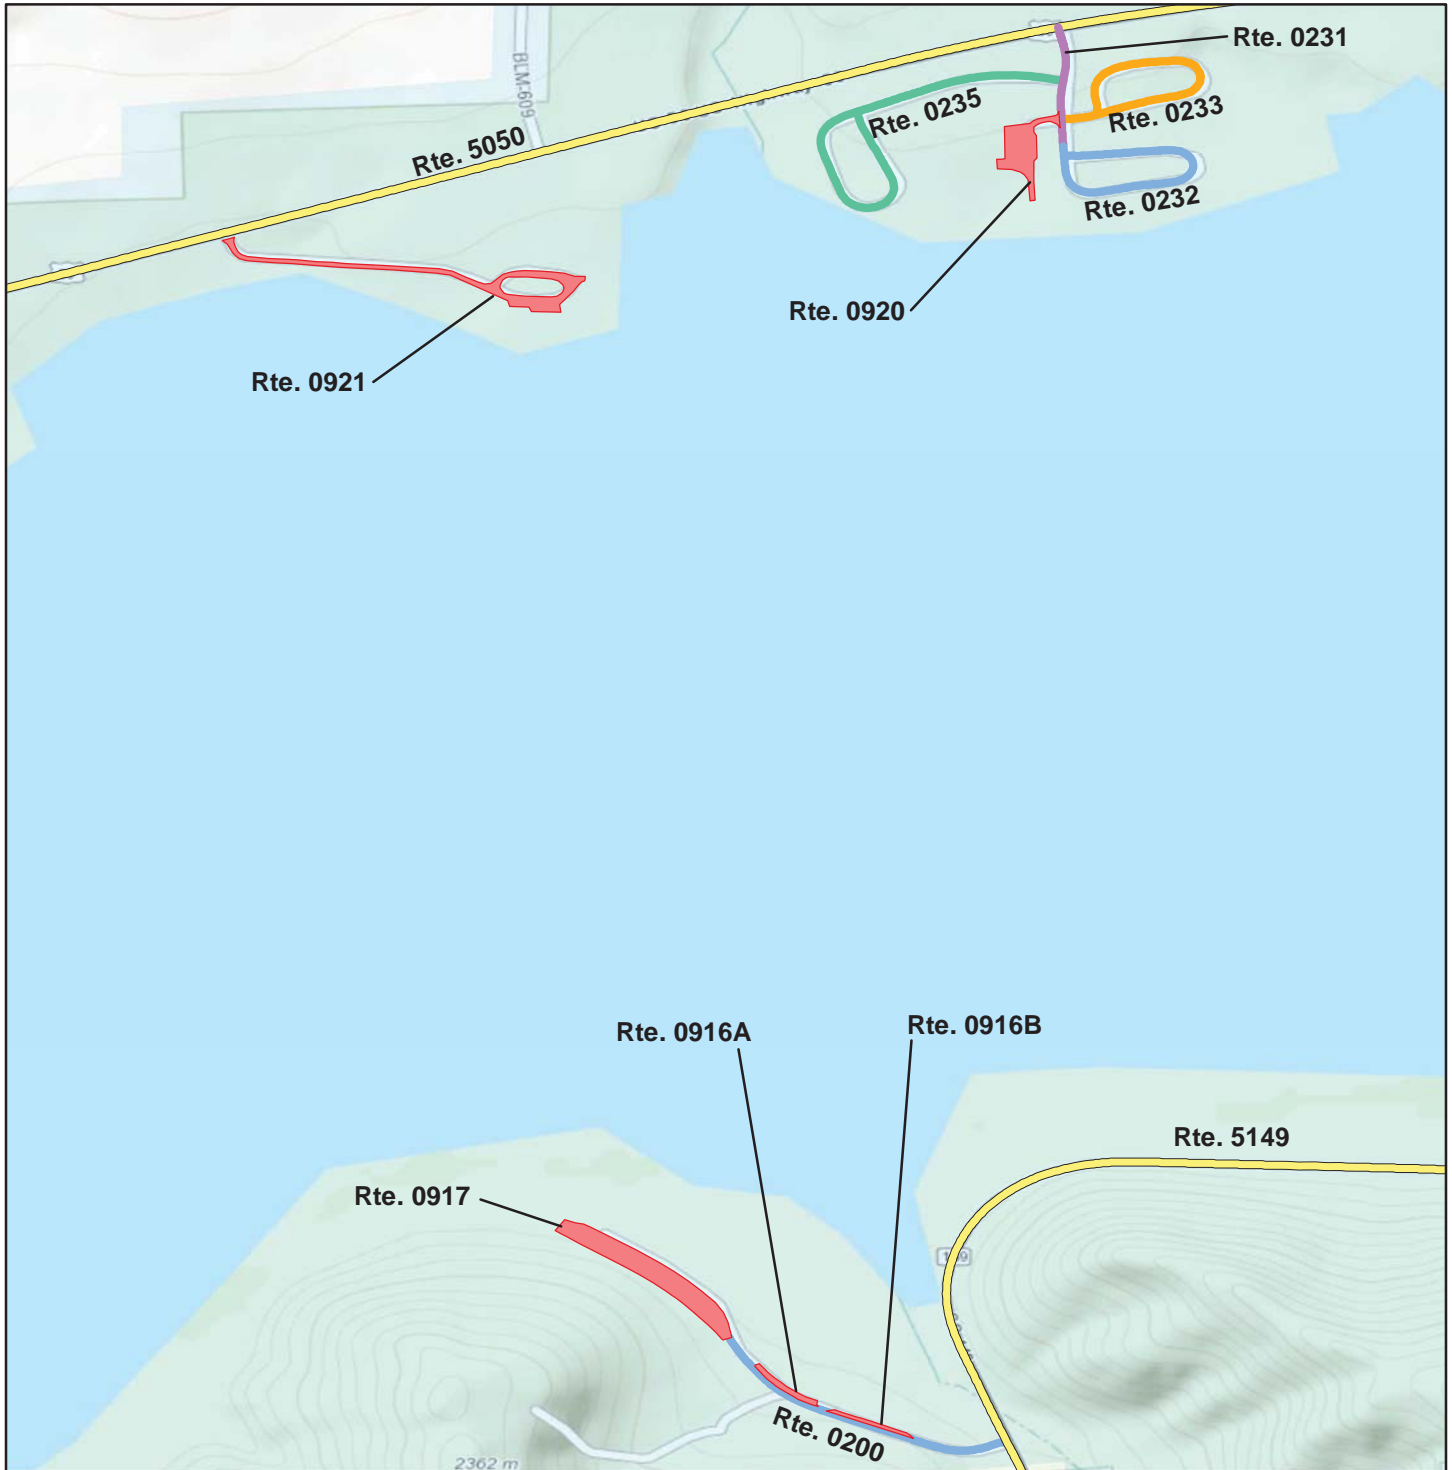 Rte. 0231
BLM-609
Rte. 0235
Rte. 0233
Rte. 5050
Rte. 0232
Rte. 0920
Rte. 0921
Rte. 0916A
Rte. 0916B
Rte. 5149
Rte. 0917
Rte. 0200
2362 m